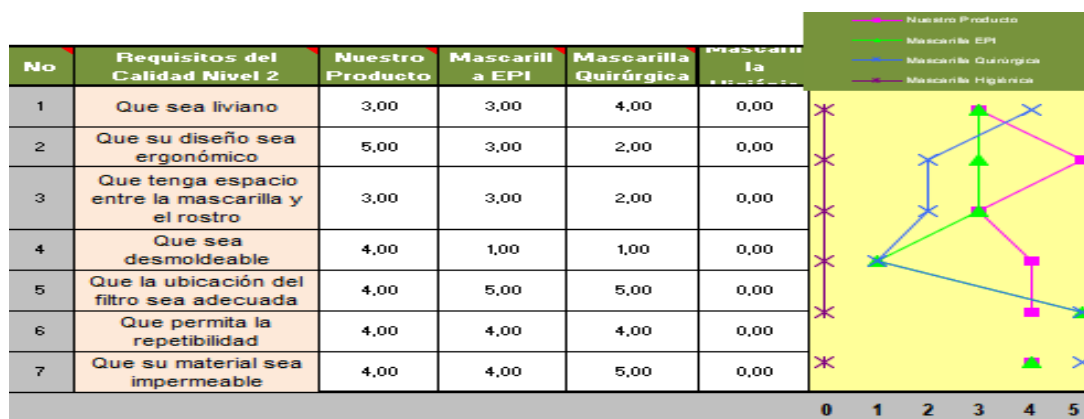 Nuestro Producto
Mascarilla EPI
Mascarilla Quirúrgica
Mascarilla Higiénica
No
Requisitos del
Calidad Nivel 2
Nuestro
Producto
Mascarill
a EPI
Mascarilla
Quirúrgica
Mascarill
la
1
Que sea liviano
3,00
3,00
4,00
0,00
2
Que su diseño sea
ergonómico
5,00
3,00
2,00
0,00
3
Que tenga espacio
entre la mascarilla y
el rostro
3,00
3,00
2,00
0,00
4
Que sea
desmoldeable
4,00
1,00
1,00
0,00
5
Que la ubicación del
filtro sea adecuada
4,00
5,00
5,00
0,00
6
Que permita la
repetibilidad
4,00
4,00
4,00
0,00
7
Que su material sea
impermeable
4,00
4,00
5,00
0,00
0 1 2 3 4 5